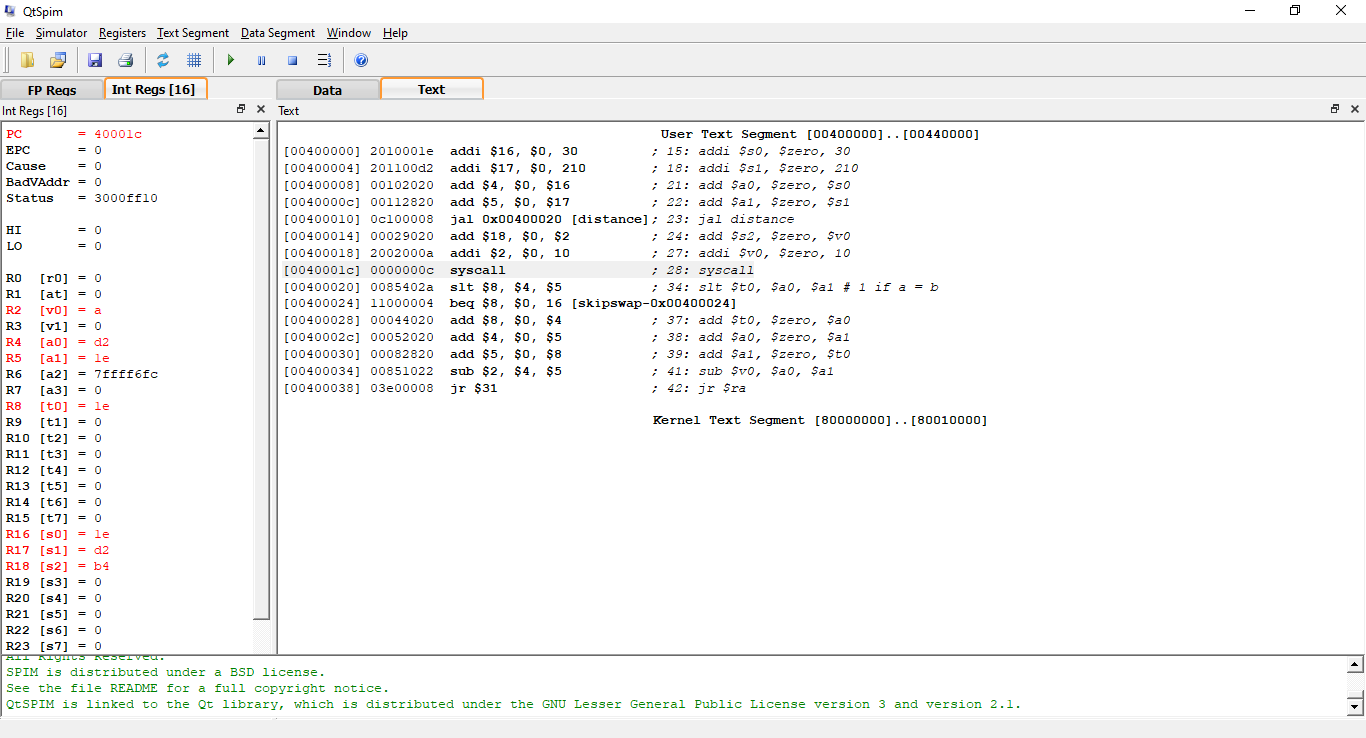 QtSpim
File Simulator Registers Text Segment Data Segment Window Help
FP Regs Int Regs [16] Data Text
Int Regs [16]
PC = 40001c
EPC = 0
Cause = 0
BadVAddr = 0
Status = 3000ff10
HI = 0
LO = 0
R0 [r0] = 0
R1 [at] = 0
R2 [v0] = a
R3 [v1] = 0
R4 [a0] = d2
R5 [a1] = 1e
R6 [a2] = 7ffff6fc
R7 [a3] = 0
R8 [t0] = 1e
R9 [t1] = 0
R10 [t2] = 0
R11 [t3] = 0
R12 [t4] = 0
R13 [t5] = 0
R14 [t6] = 0
R15 [t7] = 0
R16 [s0] = 1e
R17 [s1] = d2
R18 [s2] = b4
R19 [s3] = 0
R20 [s4] = 0
R21 [s5] = 0
R22 [s6] = 0
R23 [s7] = 0
Text
User Text Segment [00400000]..[00440000]
[00400000] 2010001e addi $16, $0, 30 ; 15: addi $s0, $zero, 30
[00400004] 201100d2 addi $17, $0, 210 ; 18: addi $s1, $zero, 210
[00400008] 00102020 add $4, $0, $16 ; 21: add $a0, $zero, $s0
[0040000c] 00112820 add $5, $0, $17 ; 22: add $a1, $zero, $s1
[00400010] 0c100008 jal 0x00400020 [distance]; 23: jal distance
[00400014] 00029020 add $18, $0, $2 ; 24: add $s2, $zero, $v0
[00400018] 2002000a addi $2, $0, 10 ; 27: addi $v0, $zero, 10
[0040001c] 0000000c syscall ; 28: syscall
[00400020] 0085402a slt $8, $4, $5 ; 34: slt $t0, $a0, $a1 # 1 if a = b
[00400024] 11000004 beq $8, $0, 16 [skipswap-0x00400024]
[00400028] 00044020 add $8, $0, $4 ; 37: add $t0, $zero, $a0
[0040002c] 00052020 add $4, $0, $5 ; 38: add $a0, $zero, $a1
[00400030] 00082820 add $5, $0, $8 ; 39: add $a1, $zero, $t0
[00400034] 00851022 sub $2, $4, $5 ; 41: sub $v0, $a0, $a1
[00400038] 03e00008 jr $31 ; 42: jr $ra
Kernel Text Segment [80000000]..[80010000]
All Rights Reserved.
SPIM is distributed under a BSD license.
See the file README for a full copyright notice.
QtSPIM is linked to the Qt library, which is distributed under the GNU Lesser General Public License version 3 and version 2.1.